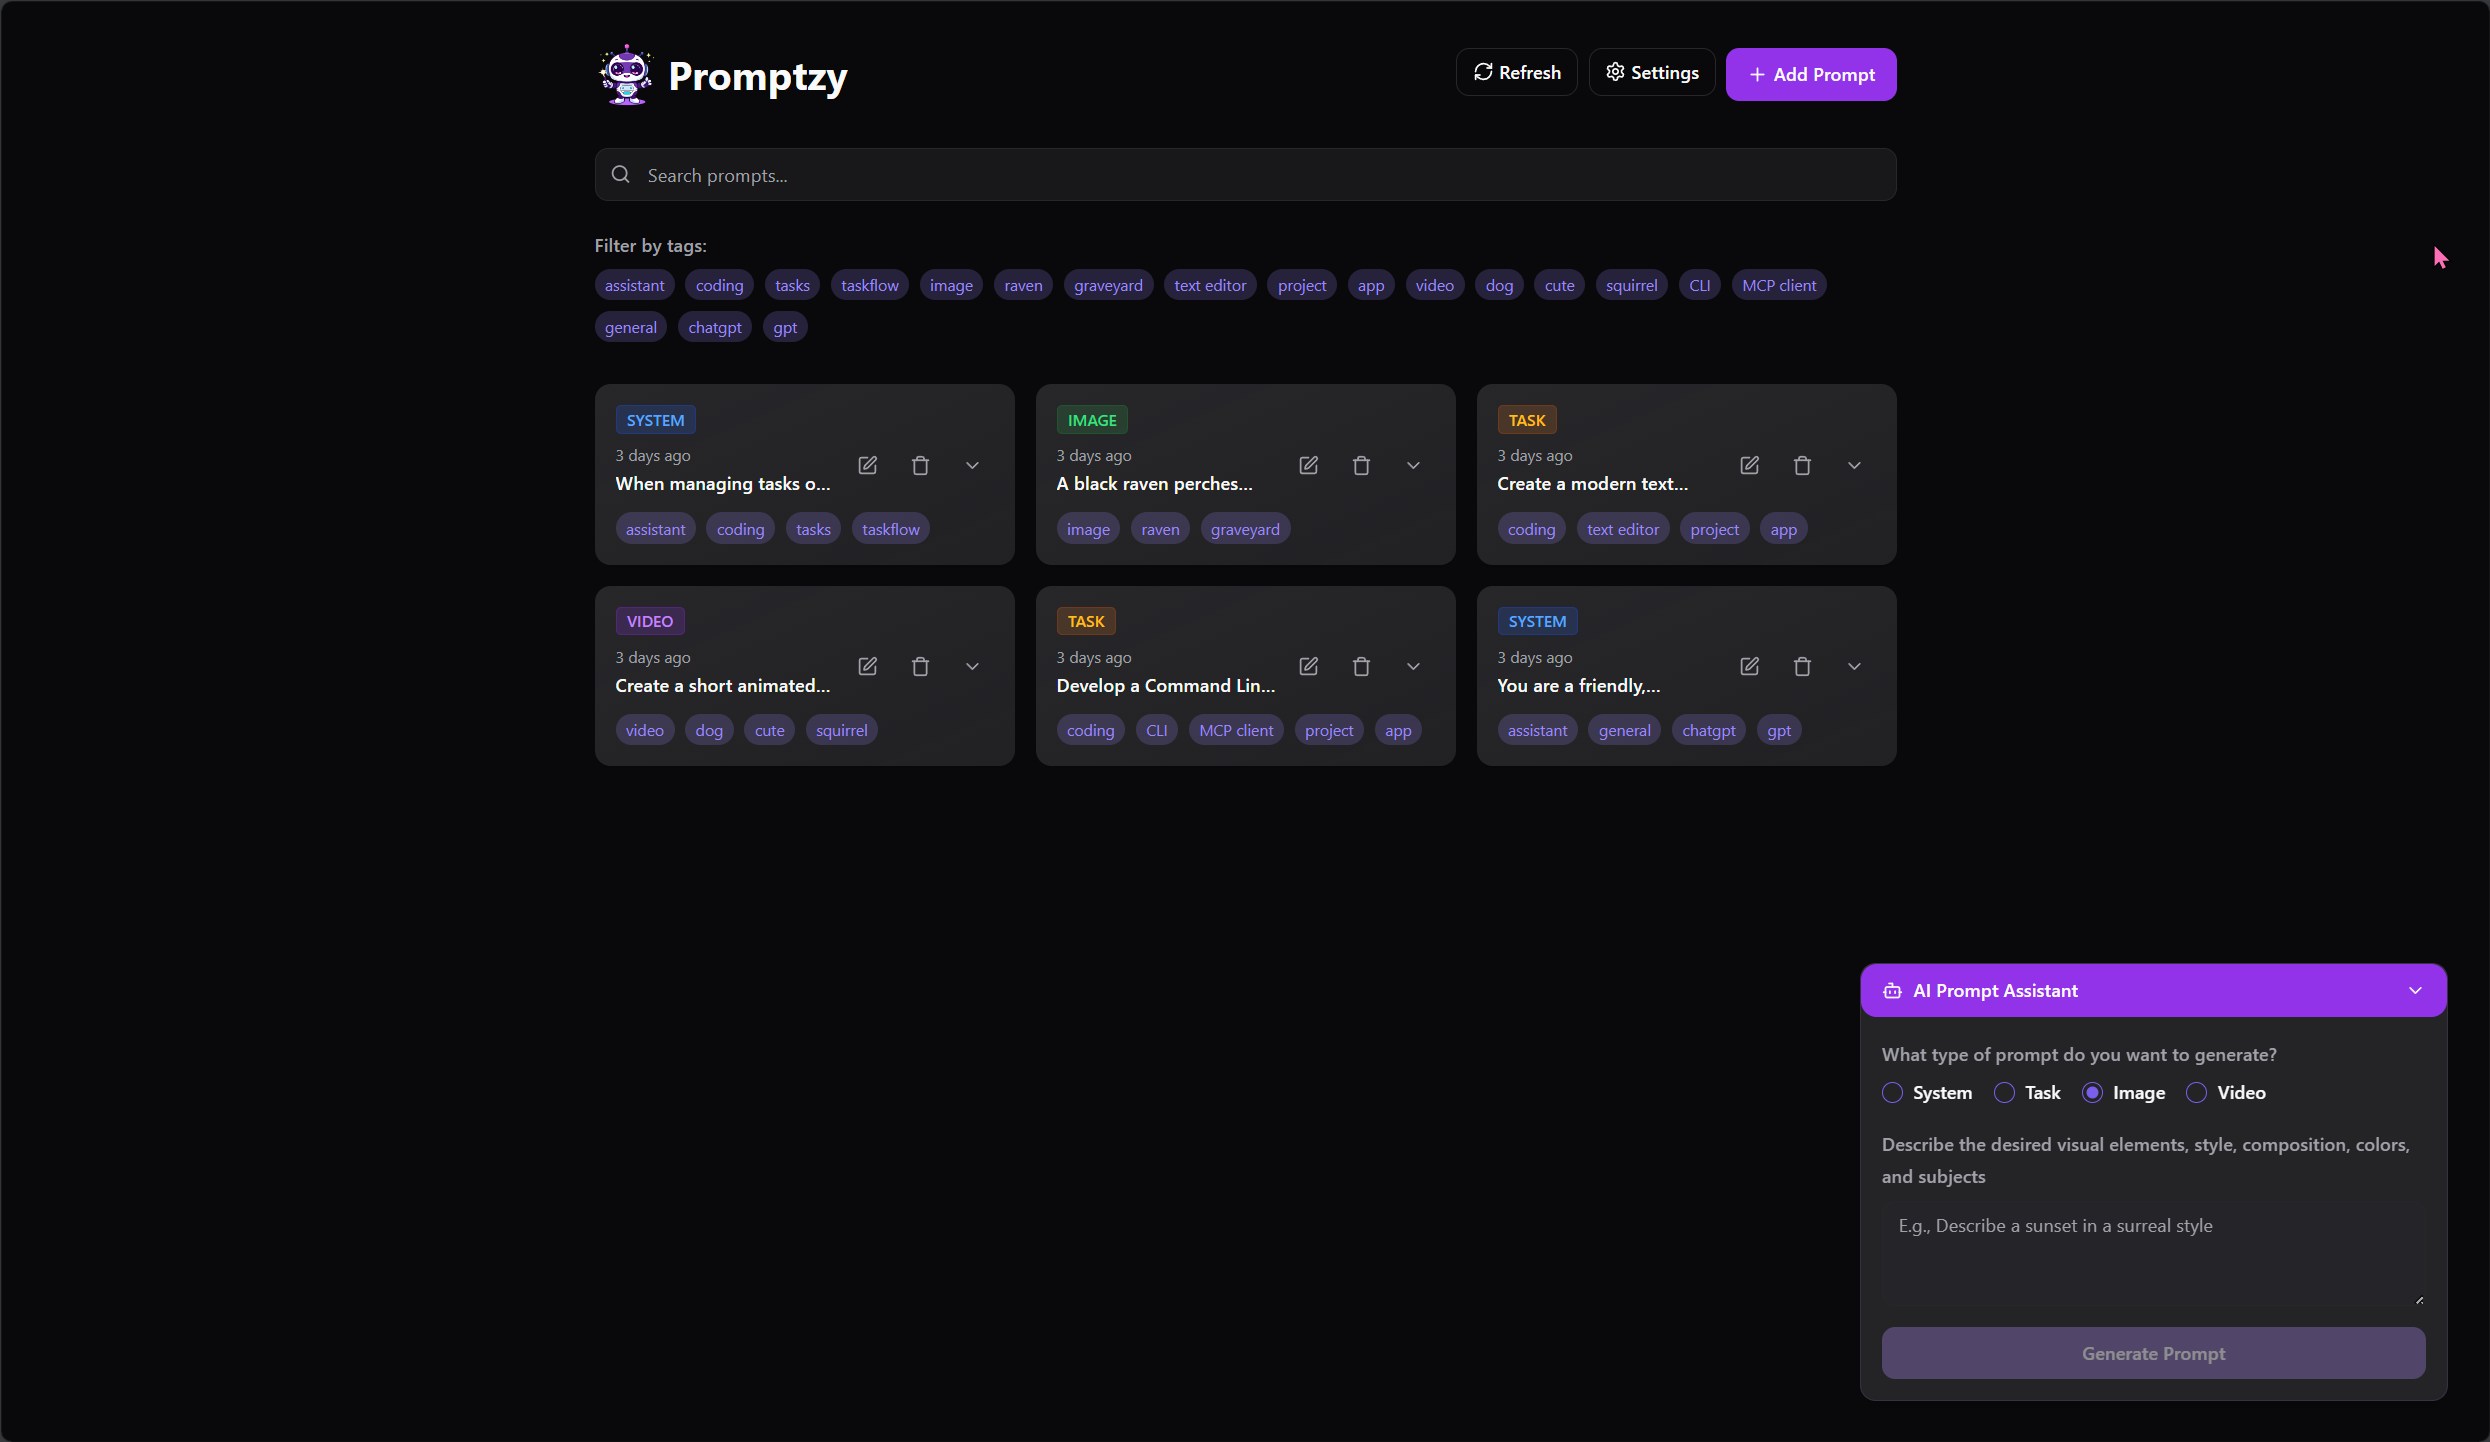 Promptzy
Refresh
Settings
Add Prompt
Search prompts...
Filter by tags:
assistant coding tasks taskflow image raven graveyard text editor project app video dog cute squirrel CLI MCP client
general chatgpt gpt
SYSTEM
3 days ago
When managing tasks o...
assistant coding tasks taskflow
IMAGE
3 days ago
A black raven perches...
image raven graveyard
TASK
3 days ago
Create a modern text...
coding text editor project app
VIDEO
3 days ago
Create a short animated...
video dog cute squirrel
TASK
3 days ago
Develop a Command Lin...
coding CLI MCP client project app
SYSTEM
3 days ago
You are a friendly,...
assistant general chatgpt gpt
AI Prompt Assistant
What type of prompt do you want to generate?
System Task Image Video
Describe the desired visual elements, style, composition, colors,
and subjects
E.g., Describe a sunset in a surreal style
Generate Prompt